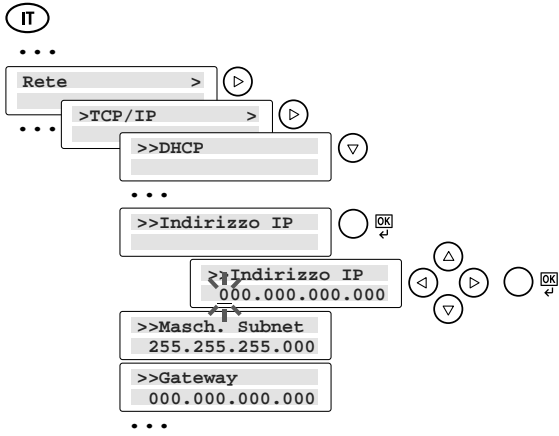 IT
...
Rete >
>TCP/IP >
...
>>DHCP
...
>>Indirizzo IP
OK
>>Indirizzo IP
000.000.000.000
OK
>>Masch. Subnet
255.255.255.000
>>Gateway
000.000.000.000
...